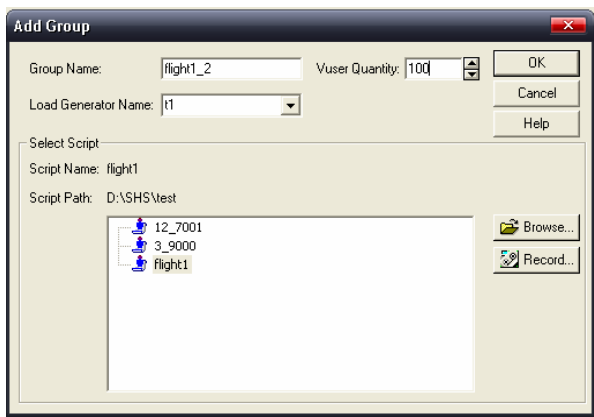 Add Group
Group Name: flight1_2 Vuser Quantity: 100 OK
Cancel
Load Generator Name: t1
Help
Select Script
Script Name: flight1
Script Path: D:\SHS\test
12_7001 Browse...
3_9000
flight1 Record...